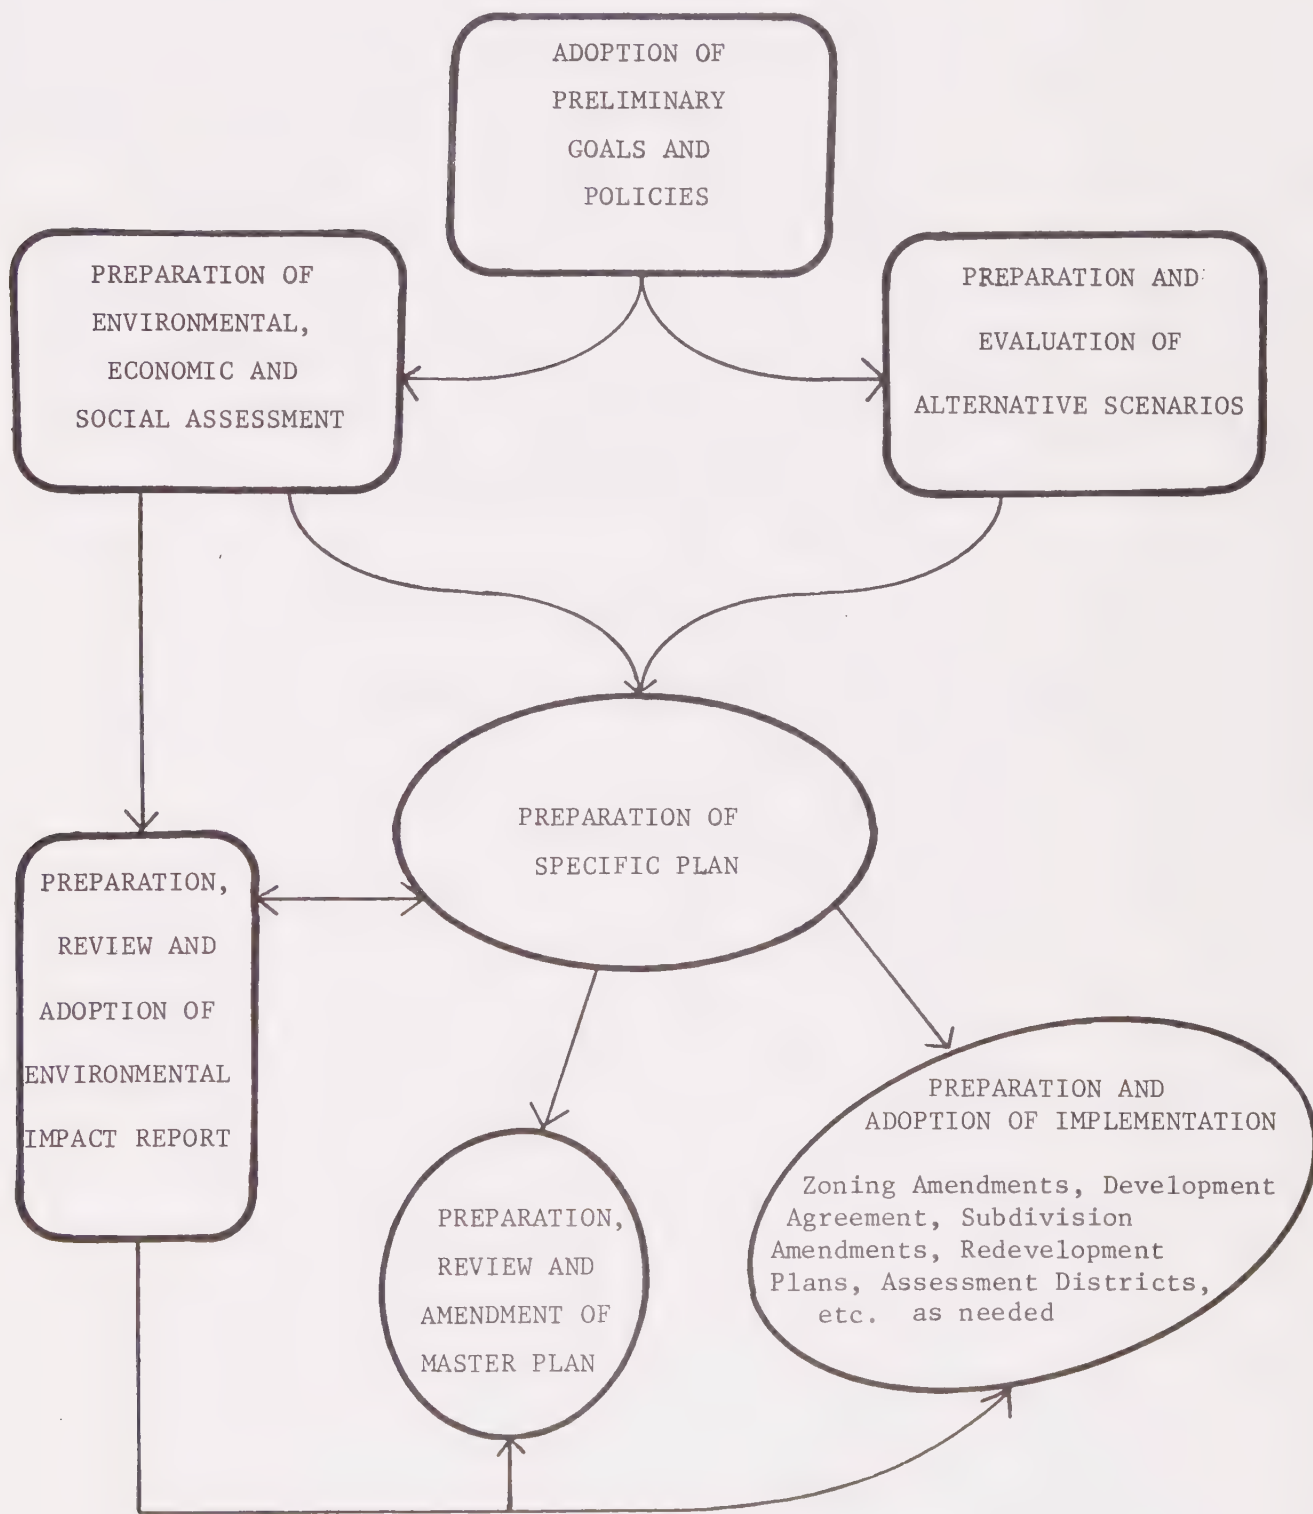 ADOPTION OF
PRELIMINARY
GOALS AND
POLICIES
PREPARATION OF
ENVIRONMENTAL,
ECONOMIC AND
SOCIAL ASSESSMENT
PREPARATION AND
EVALUATION OF
ALTERNATIVE SCENARIOS
PREPARATION OF
SPECIFIC PLAN
PREPARATION,
REVIEW AND
ADOPTION OF
ENVIRONMENTAL
IMPACT REPORT
PREPARATION,
REVIEW AND
AMENDMENT OF
MASTER PLAN
PREPARATION AND
ADOPTION OF IMPLEMENTATION
Zoning Amendments, Development
Agreement, Subdivision
Amendments, Redevelopment
Plans, Assessment Districts,
etc. as needed